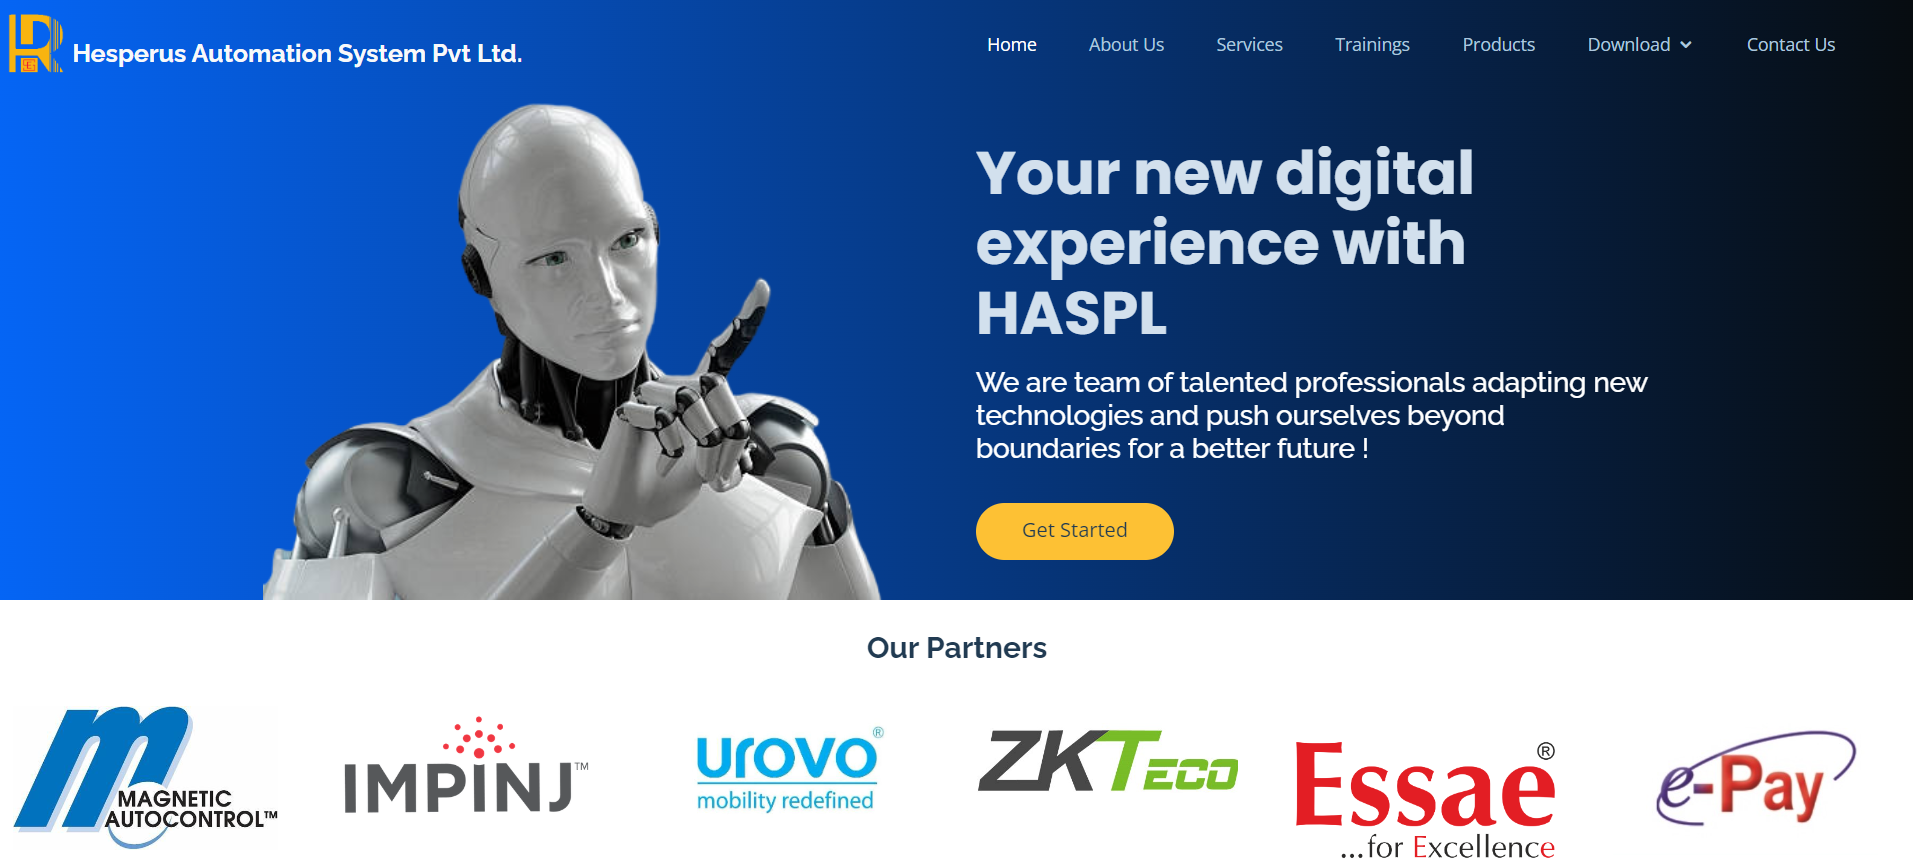 Hesperus Automation System Pvt Ltd.
Home About Us Services Trainings Products Download Contact Us
Your new digital
experience with
HASPL
We are team of talented professionals adapting new
technologies and push ourselves beyond
boundaries for a better future !
Get Started
Our Partners
m MAGNETIC
AUTOCONTROL™
IMPINJ™
urovo®
mobility redefined
ZKTECO
Essae®
...for Excellence
e-Pay